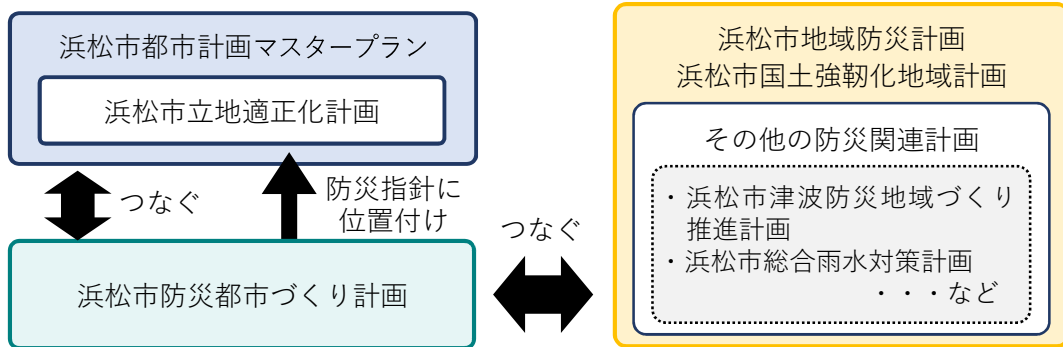 浜松市都市計画マスタープラン
浜松市立地適正化計画
つなぐ
防災指針に
位置付け
浜松市防災都市づくり計画
つなぐ
浜松市地域防災計画
浜松市国土強靭化地域計画
その他の防災関連計画
・浜松市津波防災地域づくり
推進計画
・浜松市総合雨水対策計画
・・・など